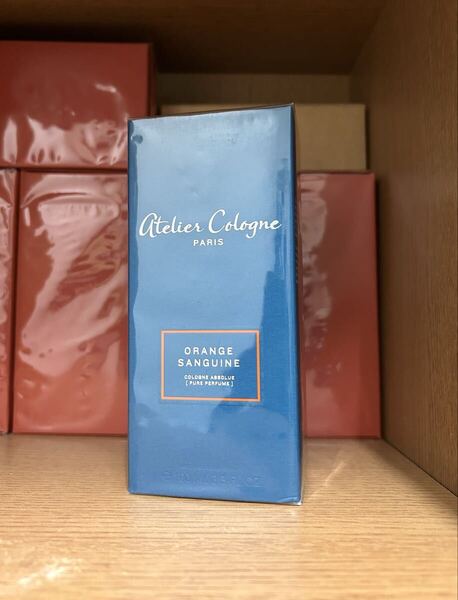 Atelier Cologne
PARIS
ORANGE
SANGUINE
COLOGNE ABSOLUE
[ PURE PERFUME ]